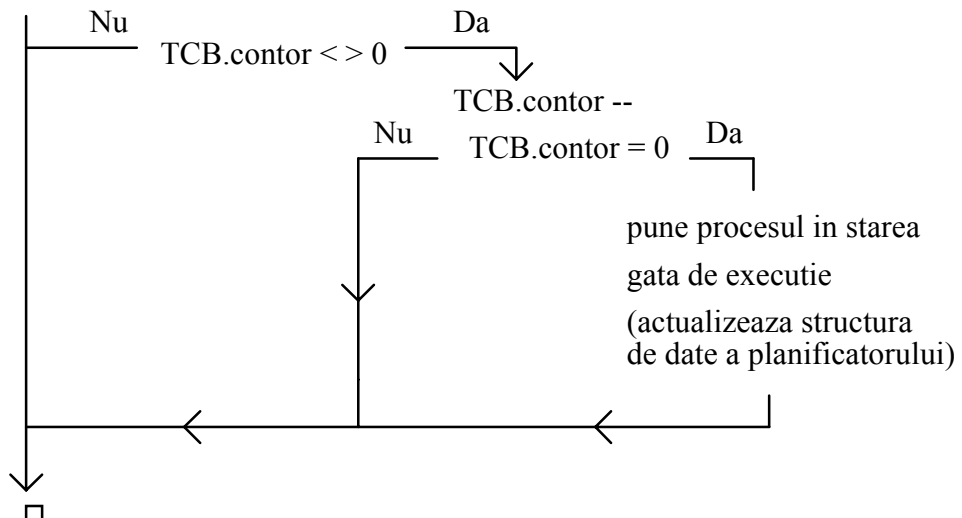 Nu
Da
TCB.contor < > 0
TCB.contor --
Nu
Da
TCB.contor = 0
pune procesul in starea
gata de executie
(actualizeaza structura
de date a planificatorului)